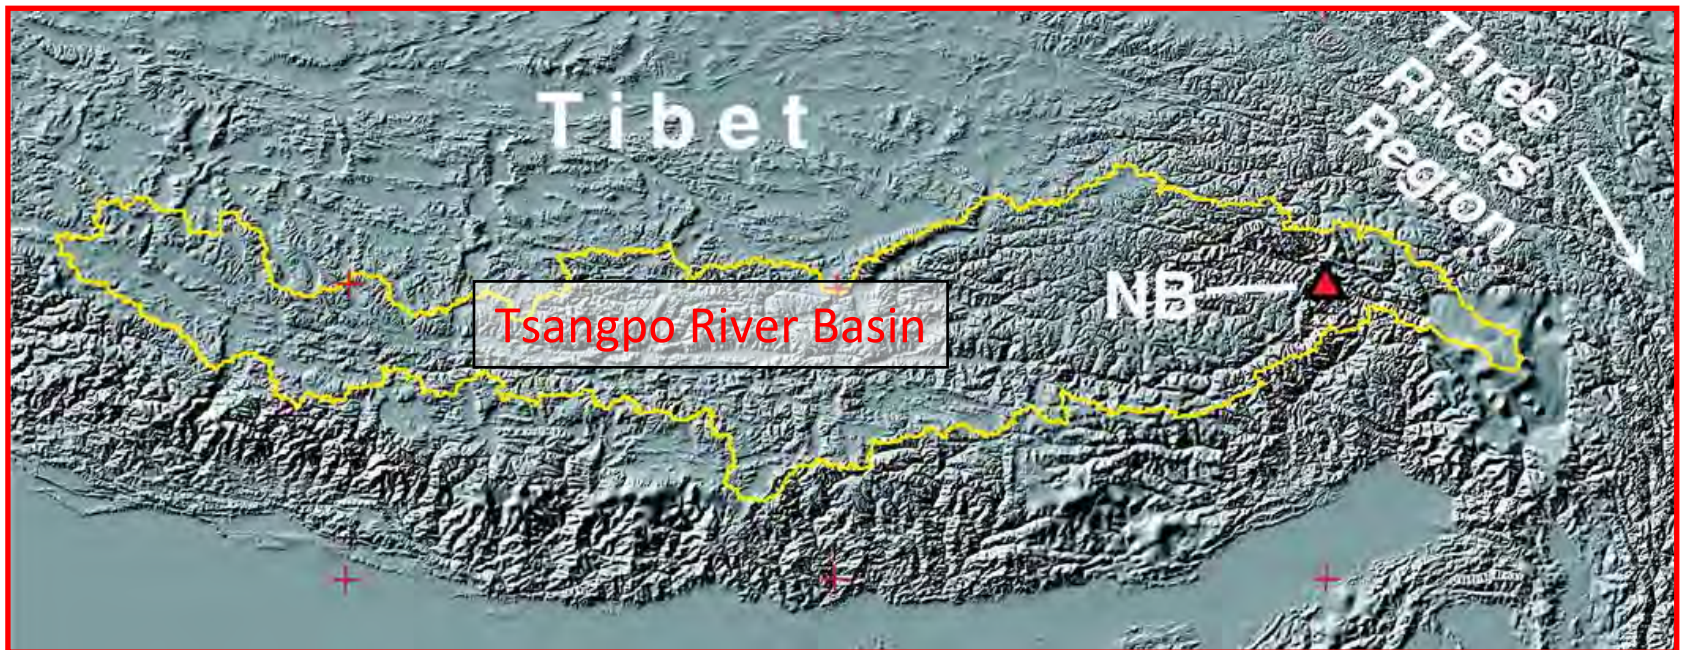 Tibet
Three
Rivers
Region
NB
Tsangpo River Basin